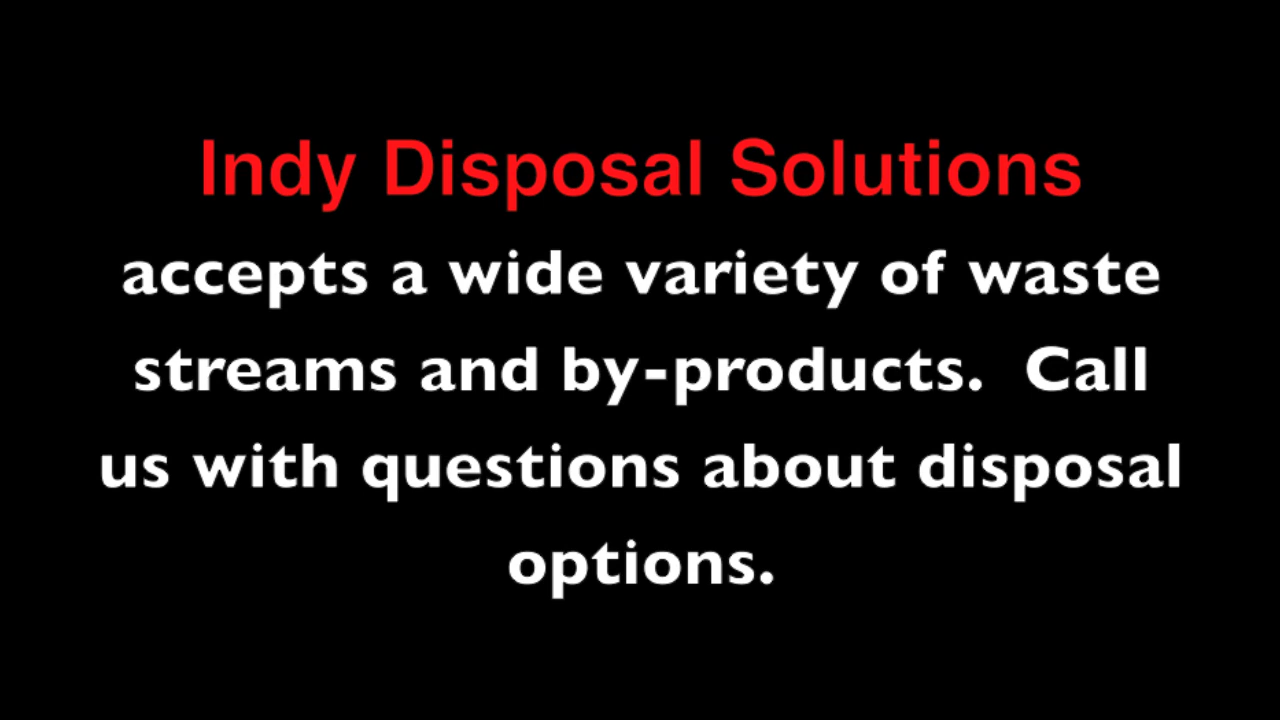 Indy Disposal Solutions
accepts a wide variety of waste
streams and by-products.  Call
us with questions about disposal
options.